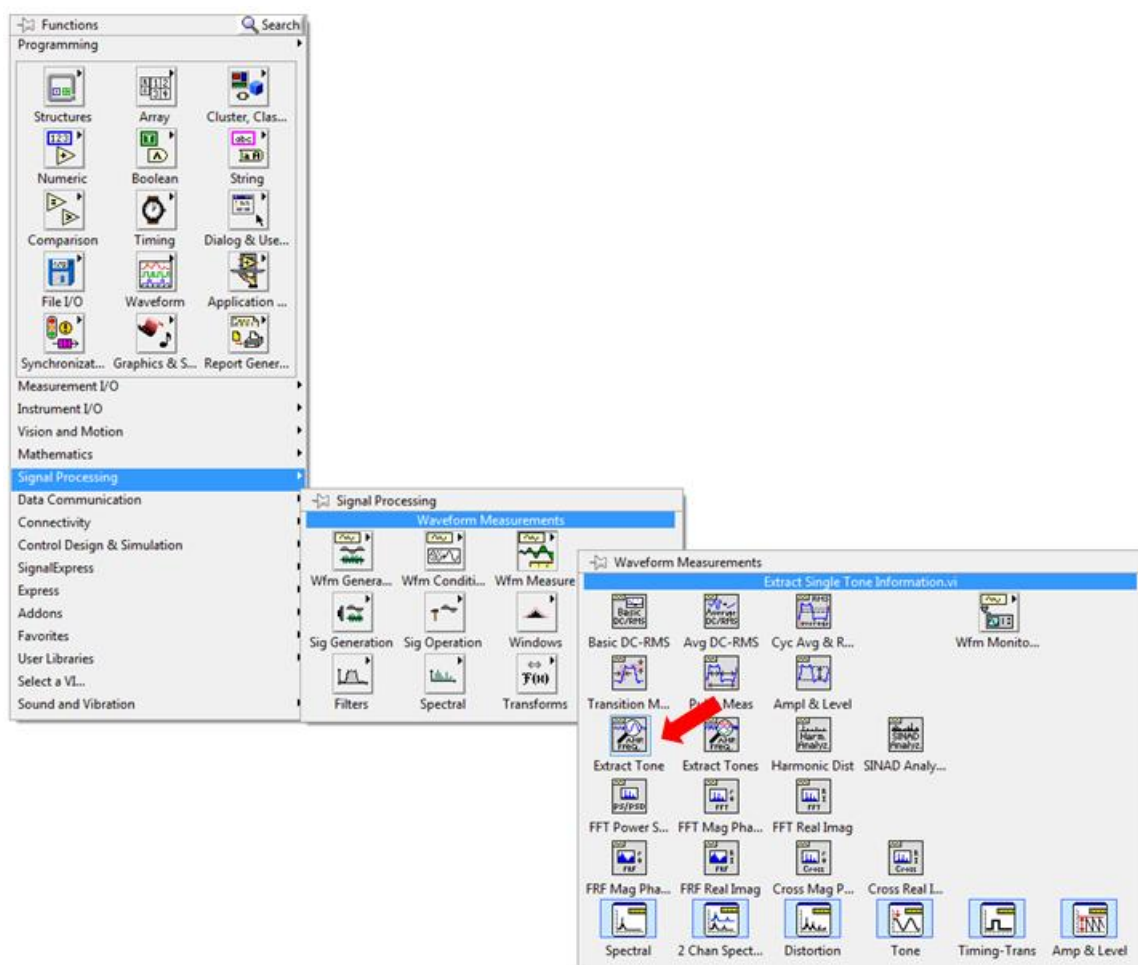 Functions
Search
Programming
Structures
Array
Cluster, Clas...
Numeric
Boolean
String
Comparison
Timing
Dialog & Use...
File I/O
Waveform
Application ...
Synchronizat...
Graphics & S...
Report Gener...
Measurement I/O
Instrument I/O
Vision and Motion
Mathematics
Signal Processing
Data Communication
Connectivity
Control Design & Simulation
SignalExpress
Express
Addons
Favorites
User Libraries
Select a VI...
Sound and Vibration
Signal Processing
Waveform Measurements
Wfm Genera...
Wfm Conditi...
Wfm Measure
Sig Generation
Sig Operation
Windows
Filters
Spectral
Transforms
Waveform Measurements
Extract Single Tone Information.vi
Basic DC-RMS
Avg DC-RMS
Cyc Avg & R...
Wfm Monito...
Transition M...
Meas
Ampl & Level
Extract Tone
Extract Tones
Harmonic Dist
SINAD Analy...
FFT Power S...
FFT Mag Pha...
FFT Real Imag
FRF Mag Pha...
FRF Real Imag
Cross Mag P...
Cross Real I...
Spectral
2 Chan Spect...
Distortion
Tone
Timing-Trans
Amp & Level